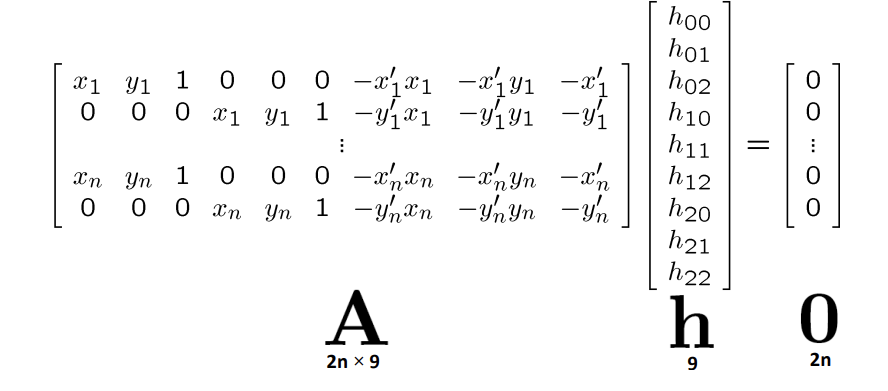 x₁ y₁ 1 0 0 0 −x′₁x₁ −x′₁y₁ −x′₁
0 0 0 x₁ y₁ 1 −y′₁x₁ −y′₁y₁ −y′₁
⋮
xₙ yₙ 1 0 0 0 −x′ₙxₙ −x′ₙyₙ −x′ₙ
0 0 0 xₙ yₙ 1 −y′ₙxₙ −y′ₙyₙ −y′ₙ
h₀₀
h₀₁
h₀₂
h₁₀
h₁₁
h₁₂
h₂₀
h₂₁
h₂₂
=
0
0
⋮
0
0
A h 0
2n × 9 9 2n